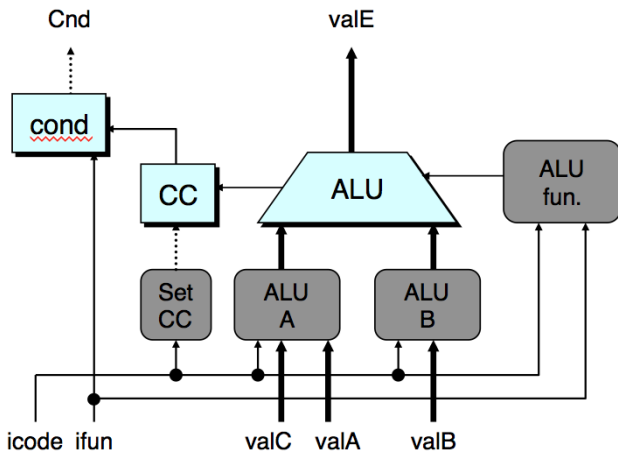 Cnd
valE
cond
CC
ALU
ALU
fun.
Set
CC
ALU
A
ALU
B
icode
ifun
valC
valA
valB